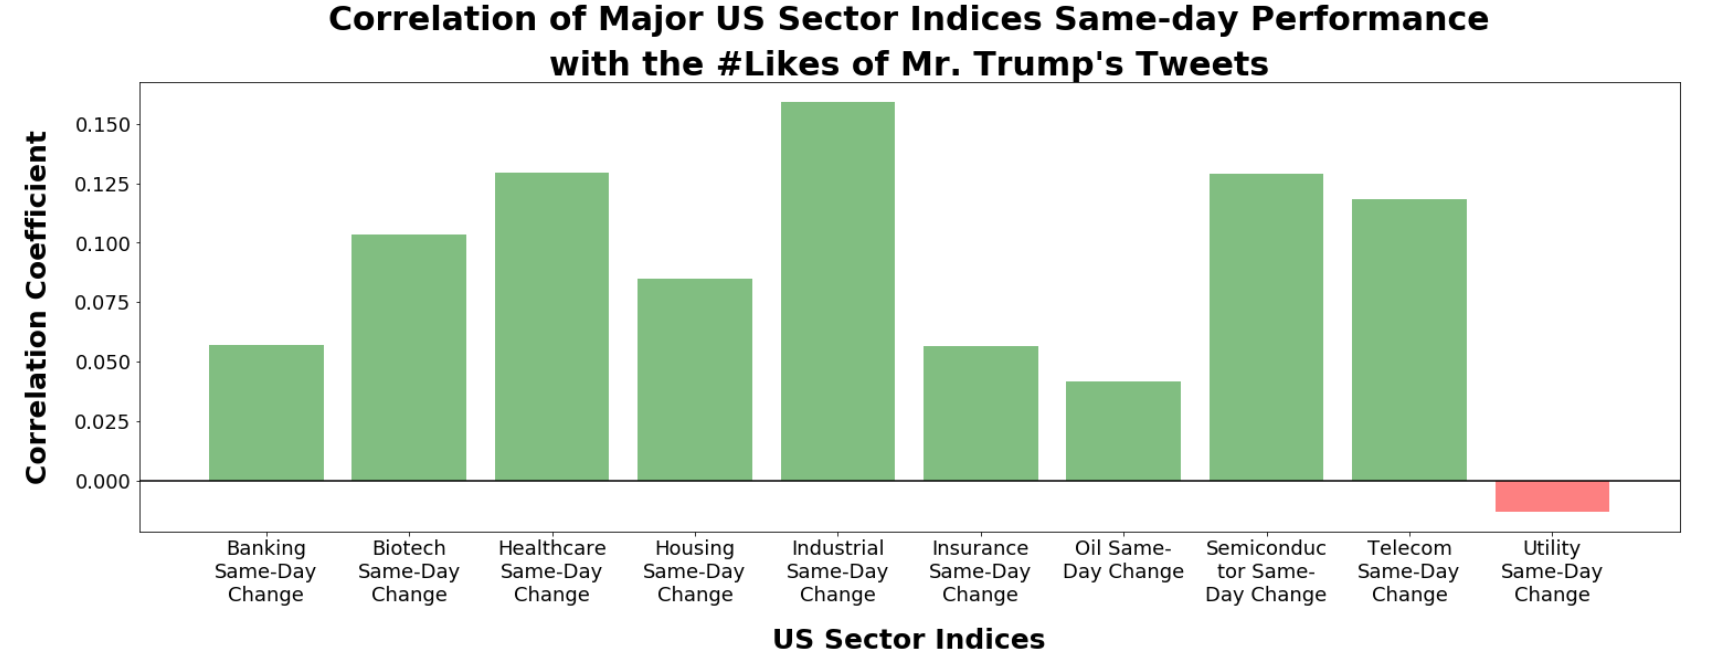 Correlation of Major US Sector Indices Same-day Performance
with the #Likes of Mr. Trump's Tweets
Correlation Coefficient
0.150
0.125
0.100
0.075
0.050
0.025
0.000
Banking
Same-Day
Change
Biotech
Same-Day
Change
Healthcare
Same-Day
Change
Housing
Same-Day
Change
Industrial
Same-Day
Change
Insurance
Same-Day
Change
Oil Same-
Day Change
Semiconduc
tor Same-
Day Change
Telecom
Same-Day
Change
Utility
Same-Day
Change
US Sector Indices